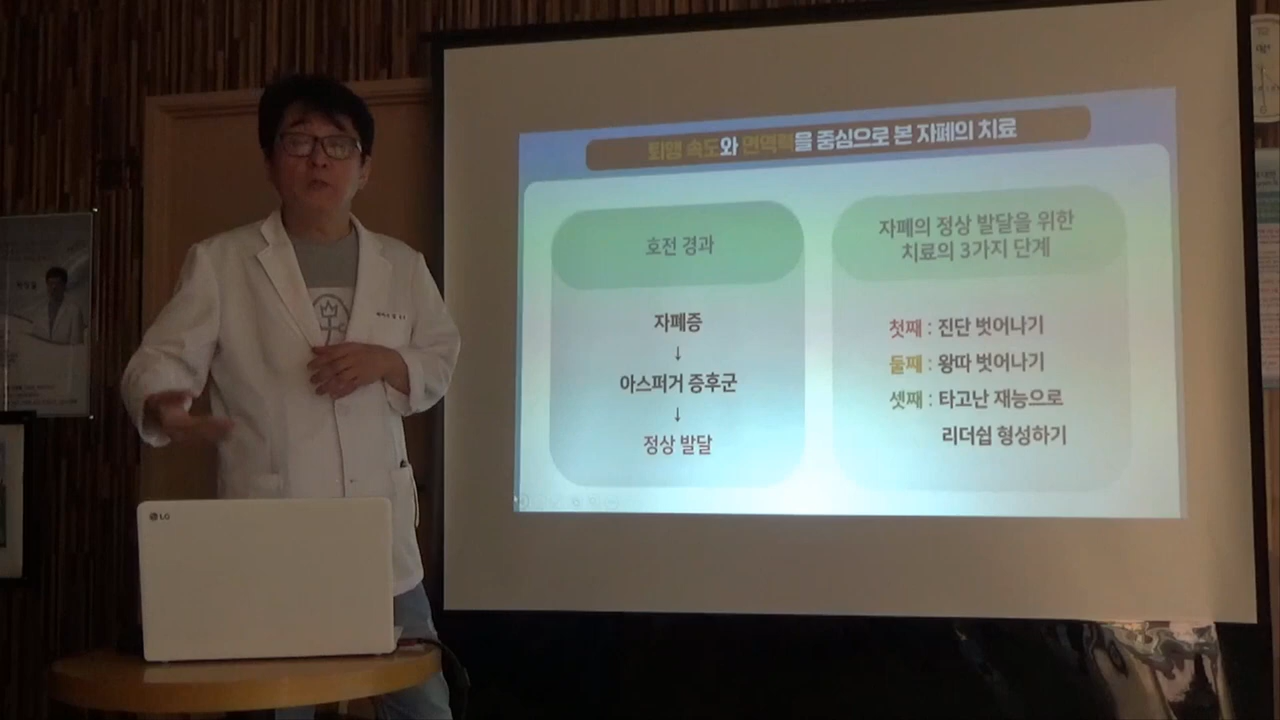 퇴행 속도와 면역력을 중심으로 본 자폐의 치료
호전 경과
자폐증
↓
아스퍼거 증후군
↓
정상 발달
자폐의 정상 발달을 위한
치료의 3가지 단계
첫째 : 진단 벗어나기
둘째 : 왕따 벗어나기
셋째 : 타고난 재능으로
리더쉽 형성하기
LG